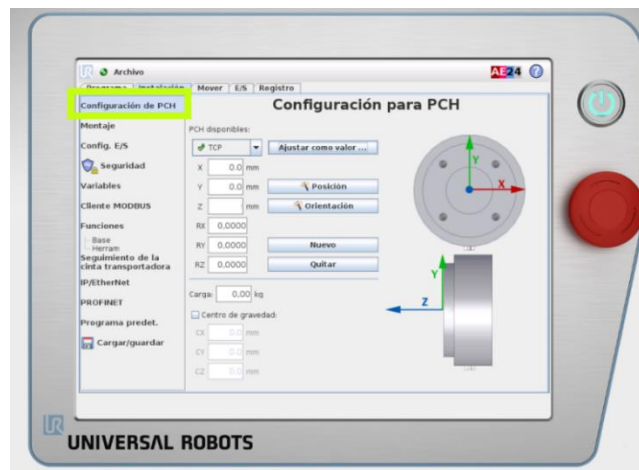 Archivo
AE24
?
Programa Instalación Mover E/S Registro
Configuración de PCH
Configuración para PCH
Montaje
PCH disponibles:
Config. E/S
TCP
Ajustar como valor ...
Seguridad
X 0.0 mm
Variables
Y 0.0 mm
Posición
Cliente MODBUS
Z mm
Orientación
Funciones
RX 0.0000
Base
Herram.
RY 0.0000
Nuevo
Seguimiento de la
cinta transportadora
RZ 0.0000
Quitar
IP/EtherNet
Carga: 0.00 kg
PROFINET
Centro de gravedad:
Programa predet.
CX 0.0 mm
Cargar/guardar
CY 0.0 mm
CZ 0.0 mm
Y
X
Y
Z
UR
UNIVERSAL ROBOTS